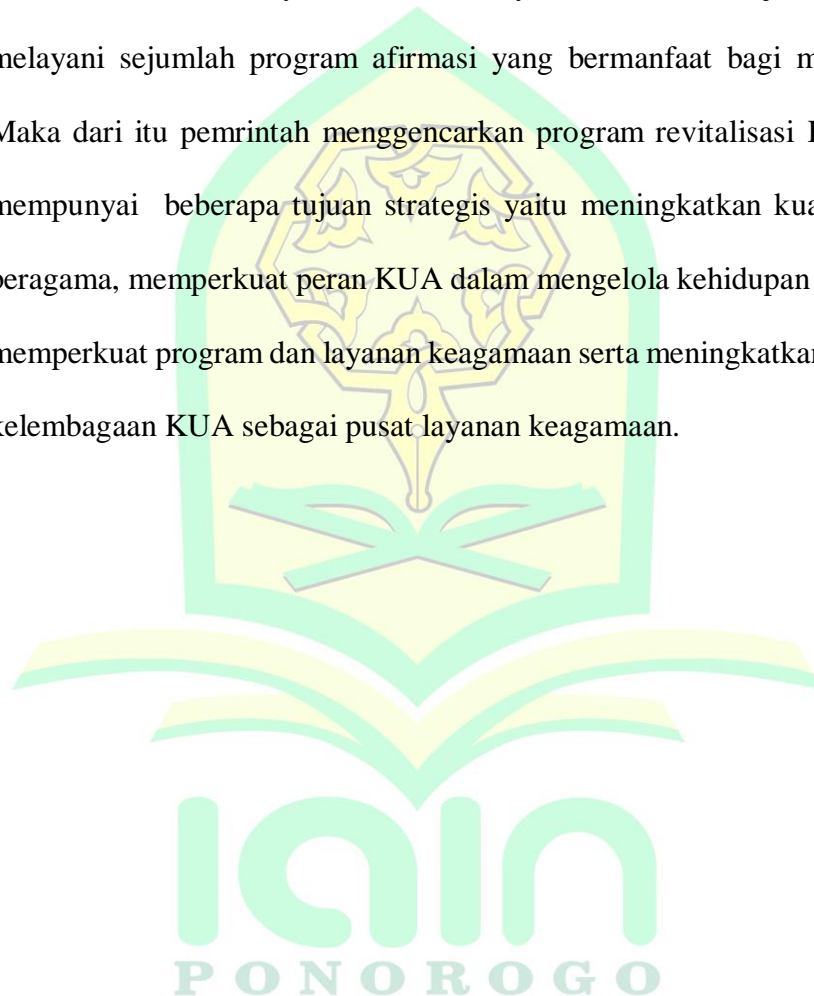 melayani sejumlah program afirmasi yang bermanfaat bagi
Maka dari itu pemrintah menggencarkan program revitalisasi
mempunyai beberapa tujuan strategis yaitu meningkatkan
beragama, memperkuat peran KUA dalam mengelola kehidupan
memperkuat program dan layanan keagamaan serta meningkatkan
kelembagaan KUA sebagai pusat layanan keagamaan.
iain
PONOROGO